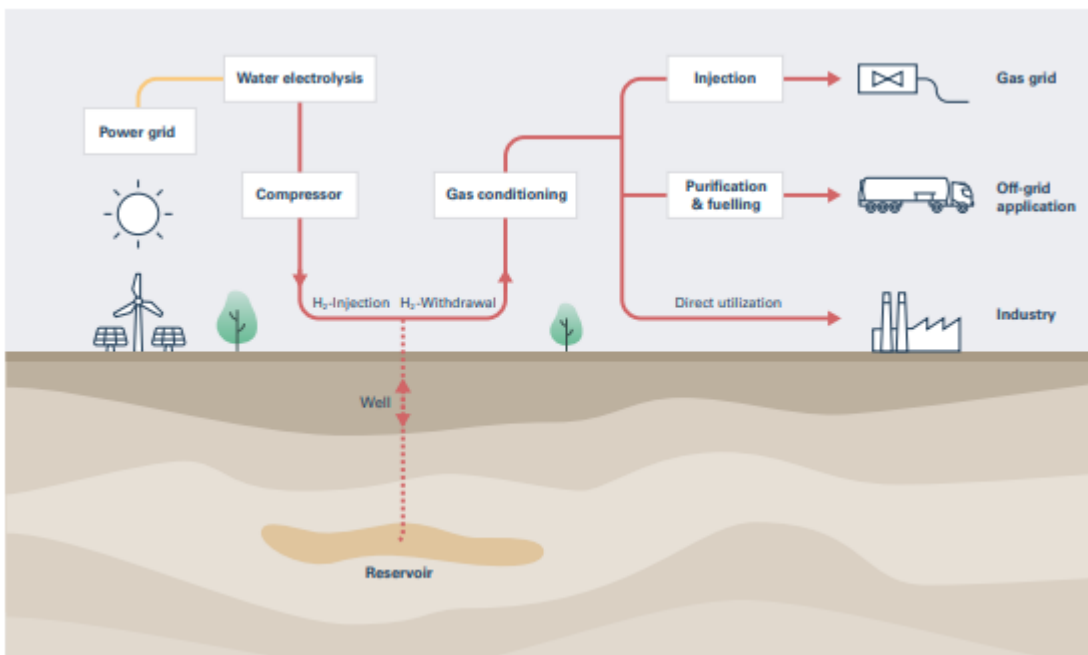 Water electrolysis
Injection
Gas grid
Power grid
Compressor
Gas conditioning
Purification
& fuelling
Off-grid
application
H₂-Injection
H₂-Withdrawal
Direct utilization
Industry
Well
Reservoir